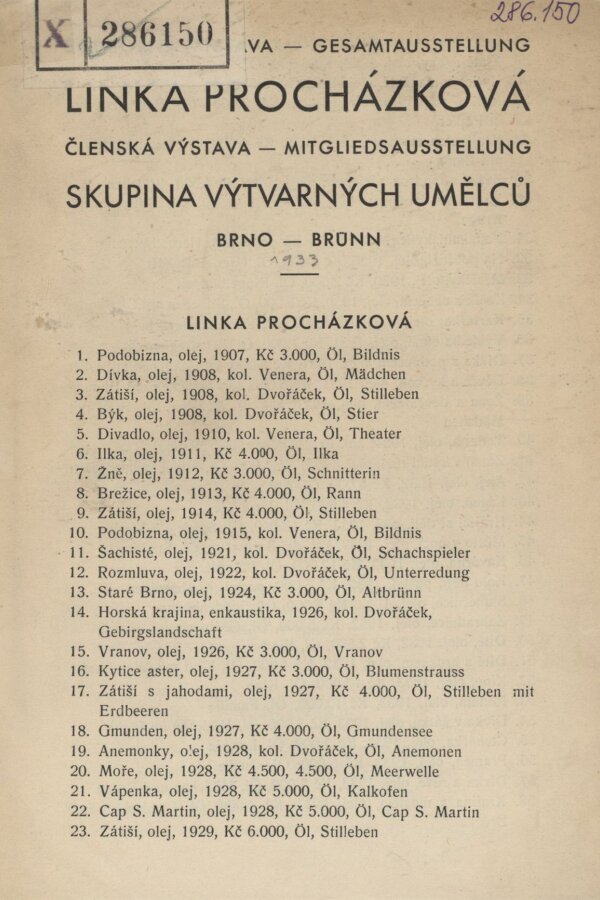 286.150
X 286150
AVA — GESAMTAUSSTELLUNG
LINKA PROCHÁZKOVÁ
ČLENSKÁ VÝSTAVA — MITGLIEDSAUSSTELLUNG
SKUPINA VÝTVARNÝCH UMĚLCŮ
BRNO — BRÜNN
1933
LINKA PROCHÁZKOVÁ
1. Podobizna, olej, 1907, Kč 3.000, Öl, Bildnis
2. Dívka, olej, 1908, kol. Venera, Öl, Mädchen
3. Zátiší, olej, 1908, kol. Dvořáček, Öl, Stilleben
4. Býk, olej, 1908, kol. Dvořáček, Öl, Stier
5. Divadlo, olej, 1910, kol. Venera, Öl, Theater
6. Ilka, olej, 1911, Kč 4.000, Öl, Ilka
7. Žně, olej, 1912, Kč 3.000, Öl, Schnitterin
8. Brežice, olej, 1913, Kč 4.000, Öl, Rann
9. Zátiší, olej, 1914, Kč 4.000, Öl, Stilleben
10. Podobizna, olej, 1915, kol. Venera, Öl, Bildnis
11. Šachisté, olej, 1921, kol. Dvořáček, Öl, Schachspieler
12. Rozmluva, olej, 1922, kol. Dvořáček, Öl, Unterredung
13. Staré Brno, olej, 1924, Kč 3.000, Öl, Altbrünn
14. Horská krajina, enkaustika, 1926, kol. Dvořáček,
Gebirgslandschaft
15. Vranov, olej, 1926, Kč 3.000, Öl, Vranov
16. Kytice aster, olej, 1927, Kč 3.000, Öl, Blumenstrauss
17. Zátiší s jahodami, olej, 1927, Kč 4.000, Öl, Stilleben mit
Erdbeeren
18. Gmunden, olej, 1927, Kč 4.000, Öl, Gmundensee
19. Anemonky, olej, 1928, kol. Dvořáček, Öl, Anemonen
20. Moře, olej, 1928, Kč 4.500, 4.500, Öl, Meerwelle
21. Vápenka, olej, 1928, Kč 5.000, Öl, Kalkofen
22. Cap S. Martin, olej, 1928, Kč 5.000, Öl, Cap S. Martin
23. Zátiší, olej, 1929, Kč 6.000, Öl, Stilleben